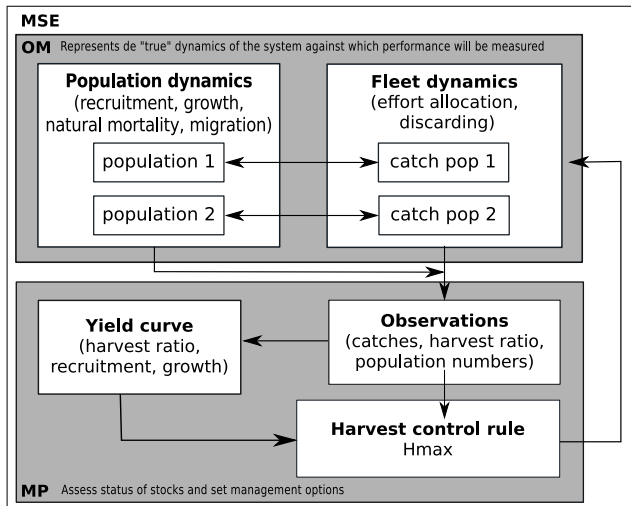 MSE
OM Represents de "true" dynamics of the system against which performance will be measured
Population dynamics
(recruitment, growth,
natural mortality, migration)
population 1
population 2
Fleet dynamics
(effort allocation,
discarding)
catch pop 1
catch pop 2
Yield curve
(harvest ratio,
recruitment, growth)
Observations
(catches, harvest ratio,
population numbers)
Harvest control rule
Hmax
MP Assess status of stocks and set management options